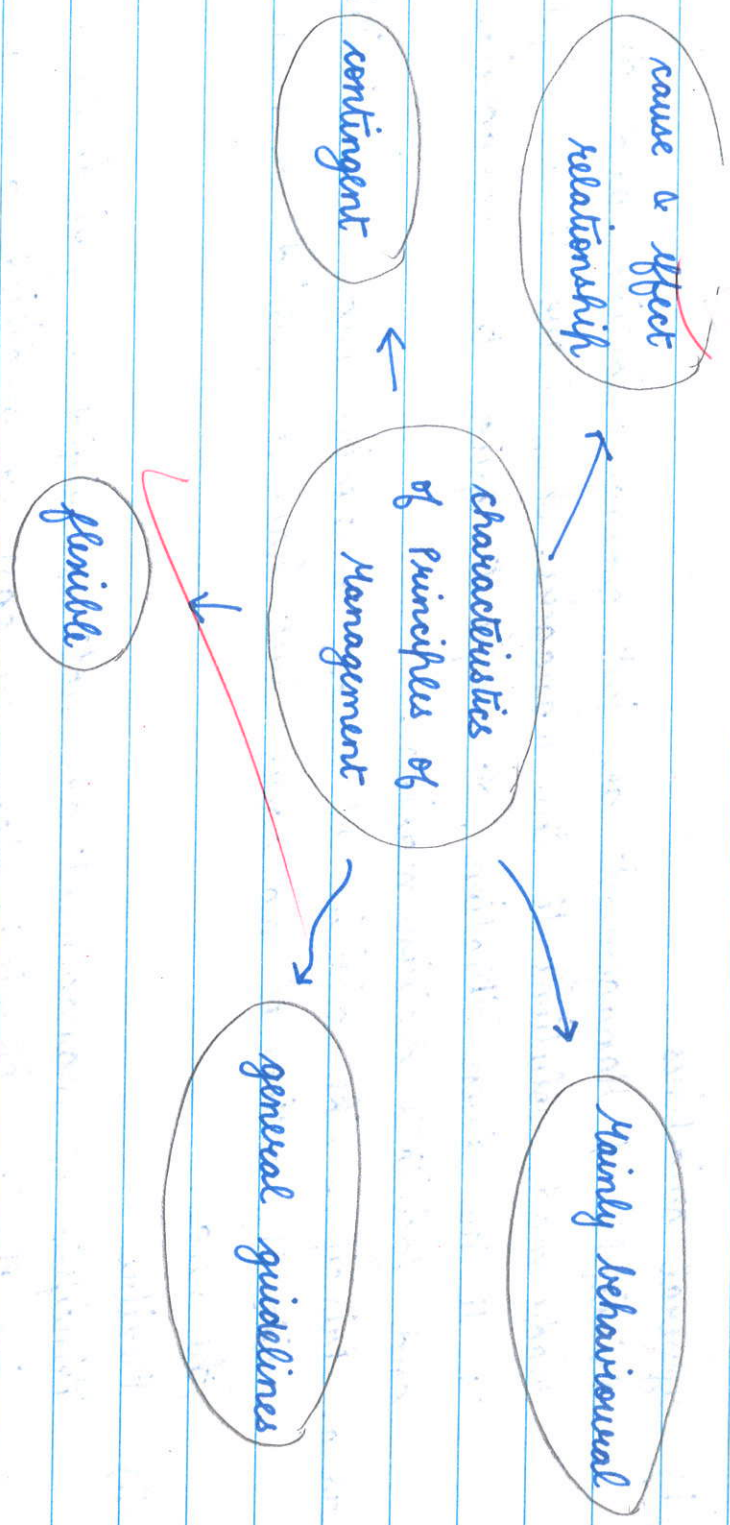 cause & effect
relationship
Mainly behavioural
characteristics
of Principles of
Management
contingent
general guidelines
flexible